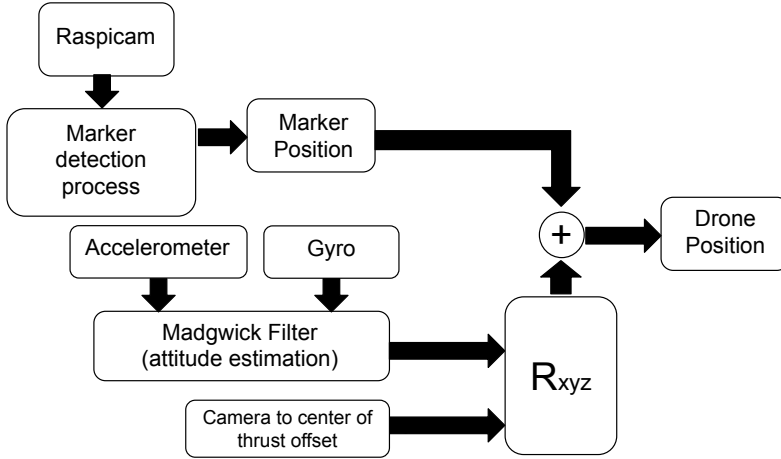 Raspicam
Marker
detection
process
Marker
Position
Drone
Position
+
Accelerometer
Gyro
Madgwick Filter
(attitude estimation)
Rxyz
Camera to center of
thrust offset